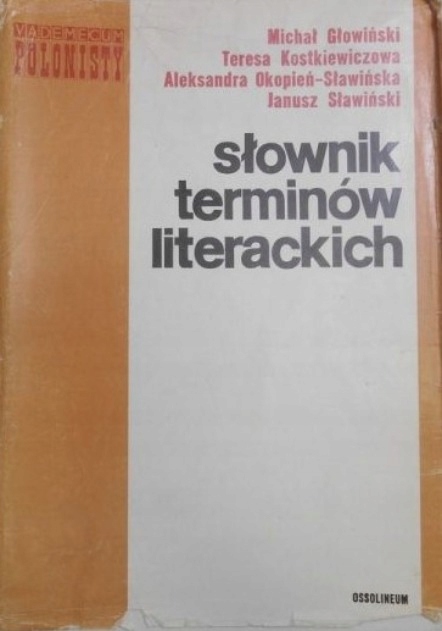 VADEMECUM
POLONISTY
Michał Głowiński
Teresa Kostkiewiczowa
Aleksandra Okopień-Sławińska
Janusz Sławiński
słownik
terminów
literackich
OSSOLINEUM